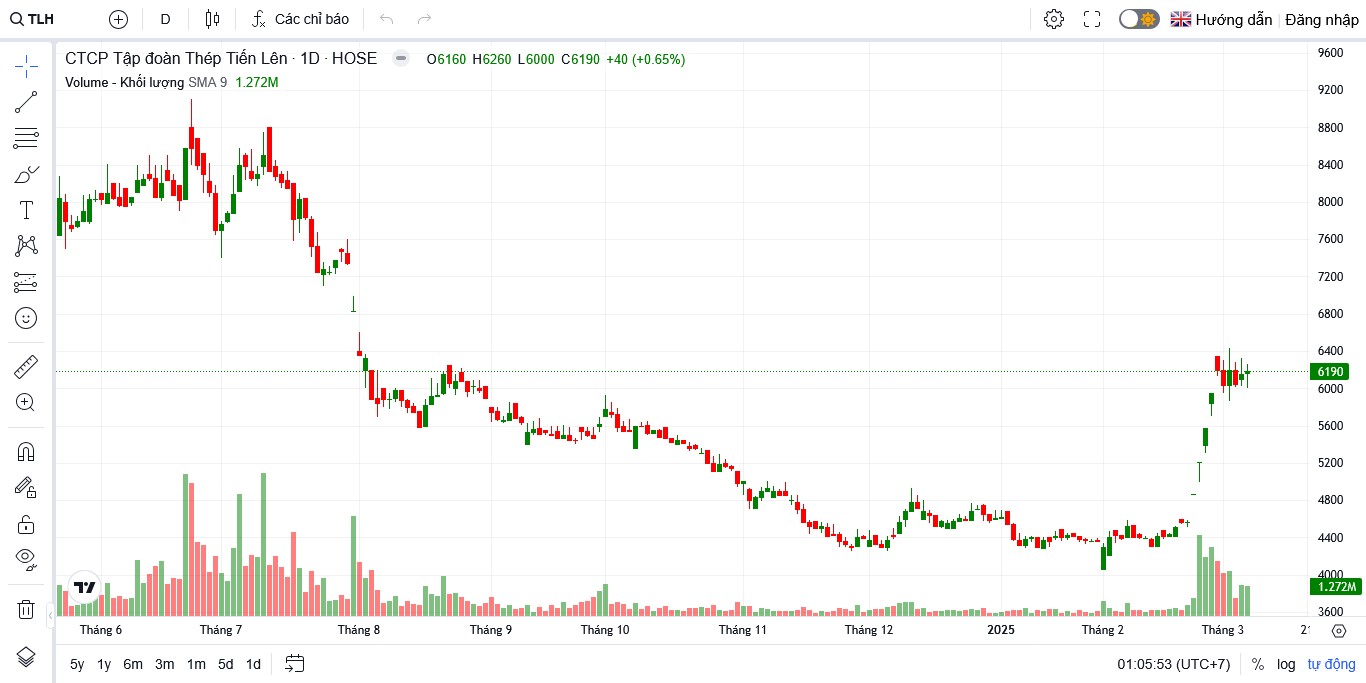 TLH D Các chỉ báo Hướng dẫn Đăng nhập
CTCP Tập đoàn Thép Tiến Lên · 1D · HOSE O6160 H6260 L6000 C6190 +40 (+0.65%)
Volume - Khối lượng SMA 9 1.272M
9600
9200
8800
8400
8000
7600
7200
6800
6400
6190
6000
5600
5200
4800
4400
4000
1.272M
3600
Tháng 6 Tháng 7 Tháng 8 Tháng 9 Tháng 10 Tháng 11 Tháng 12 2025 Tháng 2 Tháng 3 21
5y 1y 6m 3m 1m 5d 1d 01:05:53 (UTC+7) % log tự động